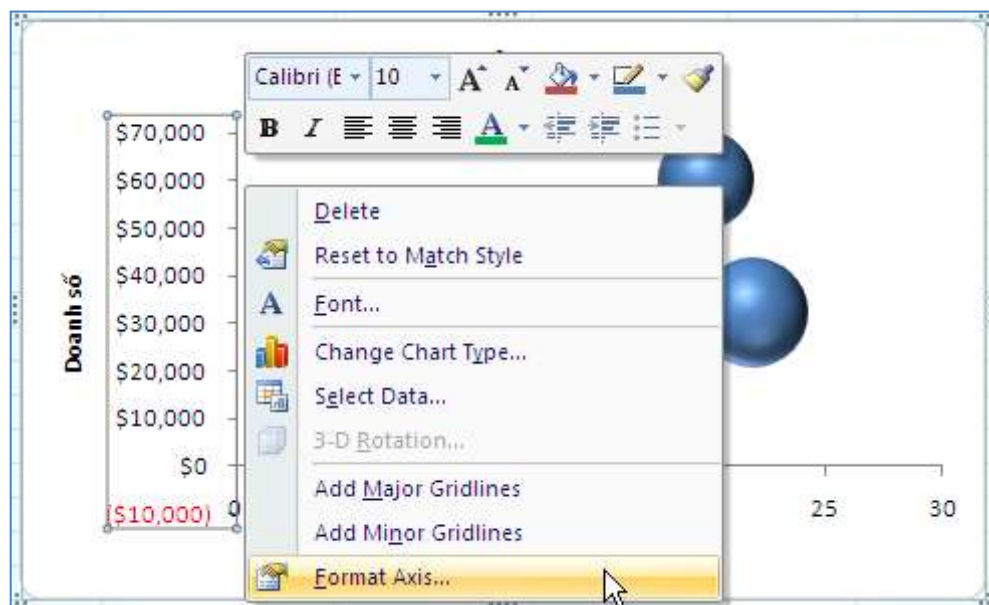 Calibri (E 10 A A
B I A
$70,000
$60,000
$50,000
$40,000
$30,000
$20,000
$10,000
$0
($10,000)
Doanh số
Delete
Reset to Match Style
A Font...
Change Chart Type...
Select Data...
3-D Rotation...
Add Major Gridlines
Add Minor Gridlines
Format Axis...
0 25 30